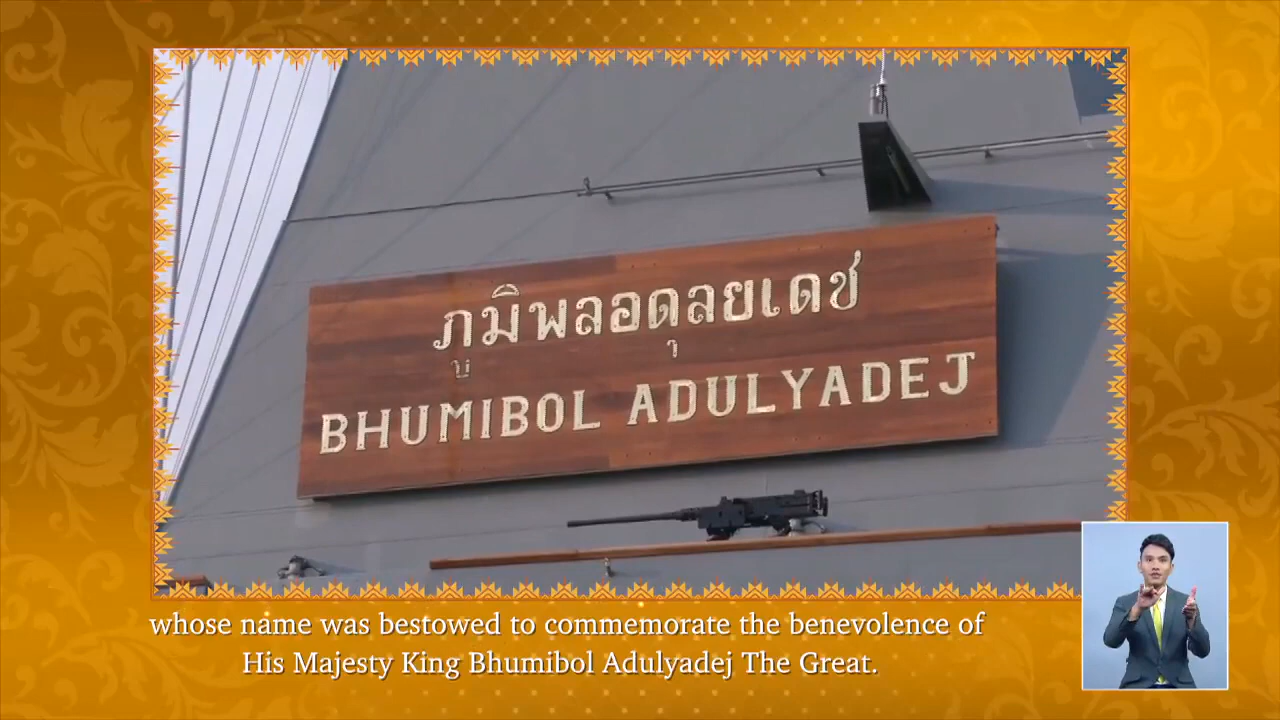 ภูมิพลอดุลยเดช
BHUMIBOL ADULYADEJ
whose name was bestowed to commemorate the benevolence of
His Majesty King Bhumibol Adulyadej The Great.